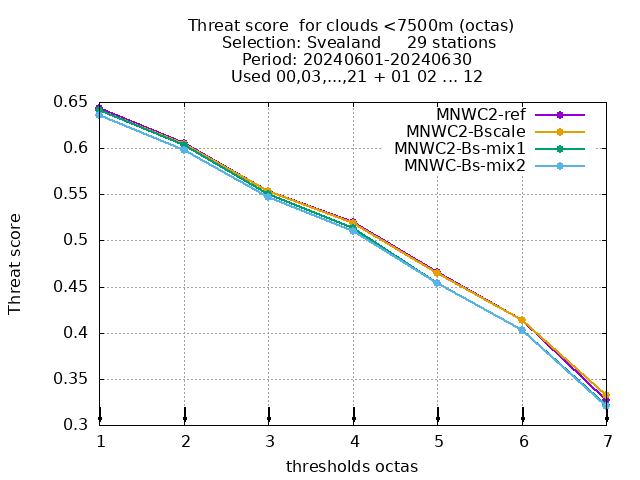 Threat score  for clouds <7500m (octas)
Selection: Svealand     29 stations
Period: 20240601-20240630
Used 00,03,...,21 + 01 02 ... 12
MNWC2-ref
MNWC2-Bscale
MNWC2-Bs-mix1
MNWC-Bs-mix2
Threat score
0.65
0.6
0.55
0.5
0.45
0.4
0.35
0.3
1 2 3 4 5 6 7
thresholds octas